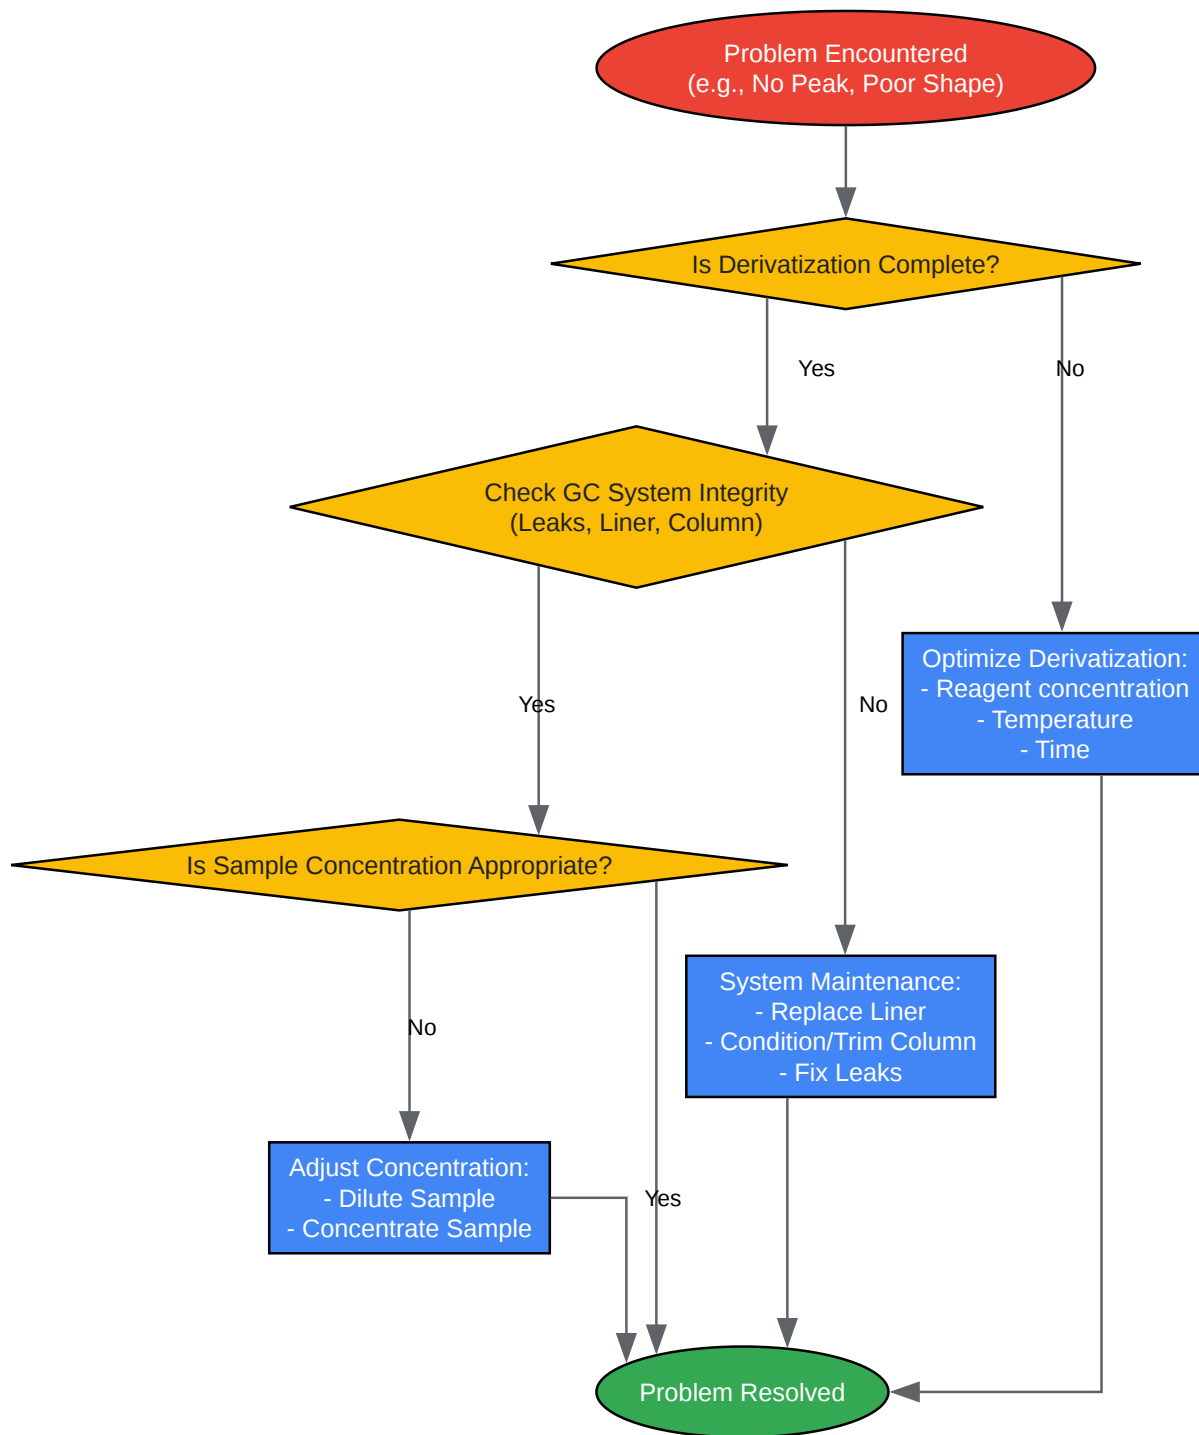 Problem Encountered
(e.g., No Peak, Poor Shape)
Is Derivatization Complete?
Yes
No
Check GC System Integrity
(Leaks, Liner, Column)
Optimize Derivatization:
- Reagent concentration
- Temperature
- Time
Yes
No
Is Sample Concentration Appropriate?
System Maintenance:
- Replace Liner
- Condition/Trim Column
- Fix Leaks
No
Adjust Concentration:
- Dilute Sample
- Concentrate Sample
Yes
Problem Resolved